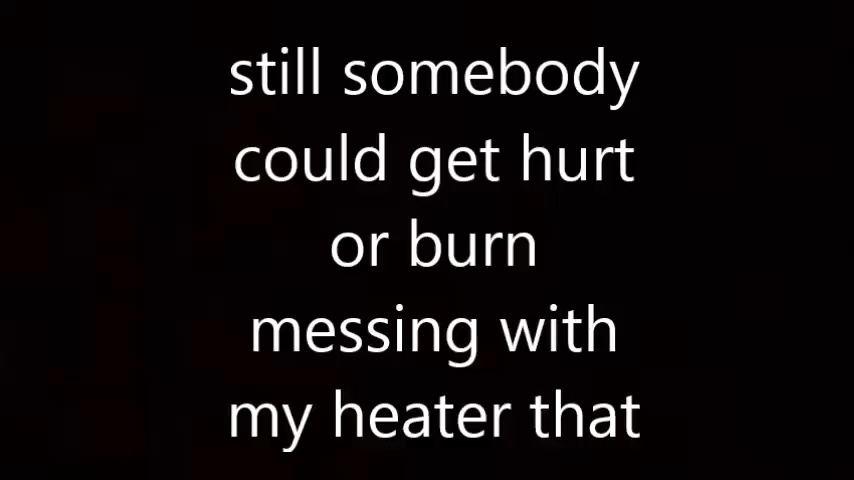 still somebody
could get hurt
or burn
messing with
my heater that